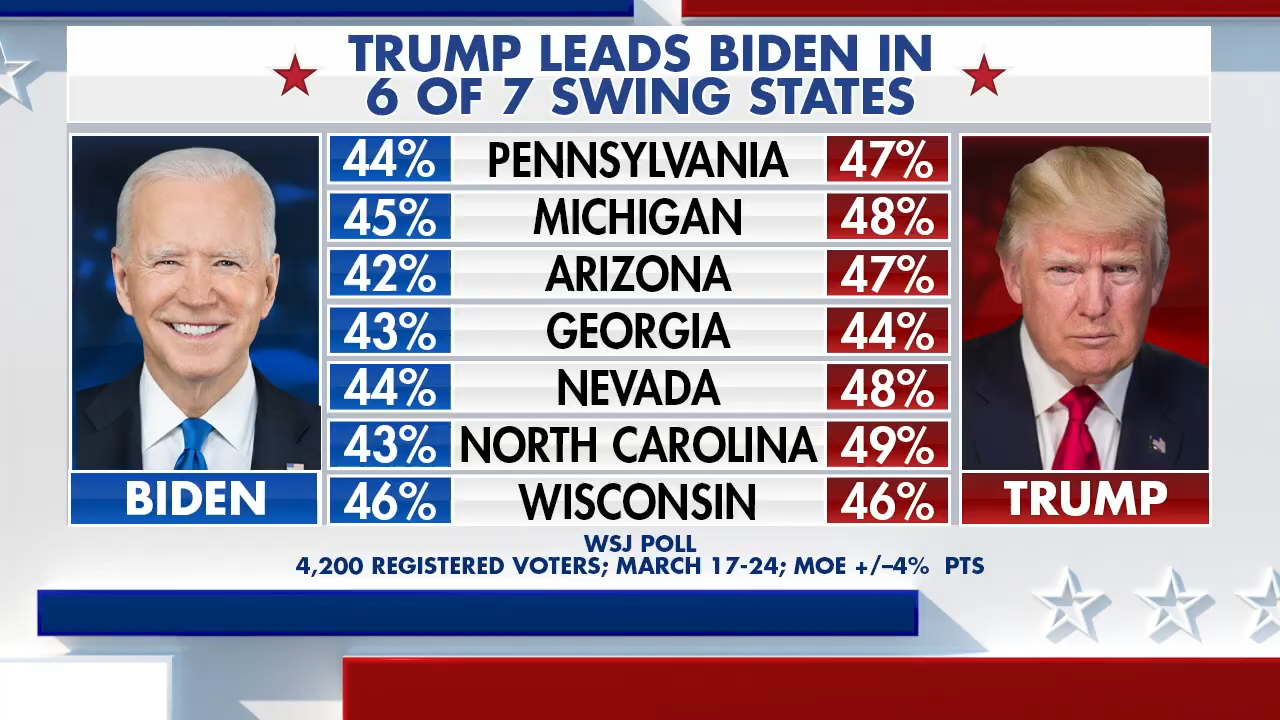 TRUMP LEADS BIDEN IN
6 OF 7 SWING STATES
44% PENNSYLVANIA 47%
45% MICHIGAN 48%
42% ARIZONA 47%
43% GEORGIA 44%
44% NEVADA 48%
43% NORTH CAROLINA 49%
46% WISCONSIN 46%
BIDEN
TRUMP
WSJ POLL
4,200 REGISTERED VOTERS; MARCH 17-24; MOE +/–4% PTS